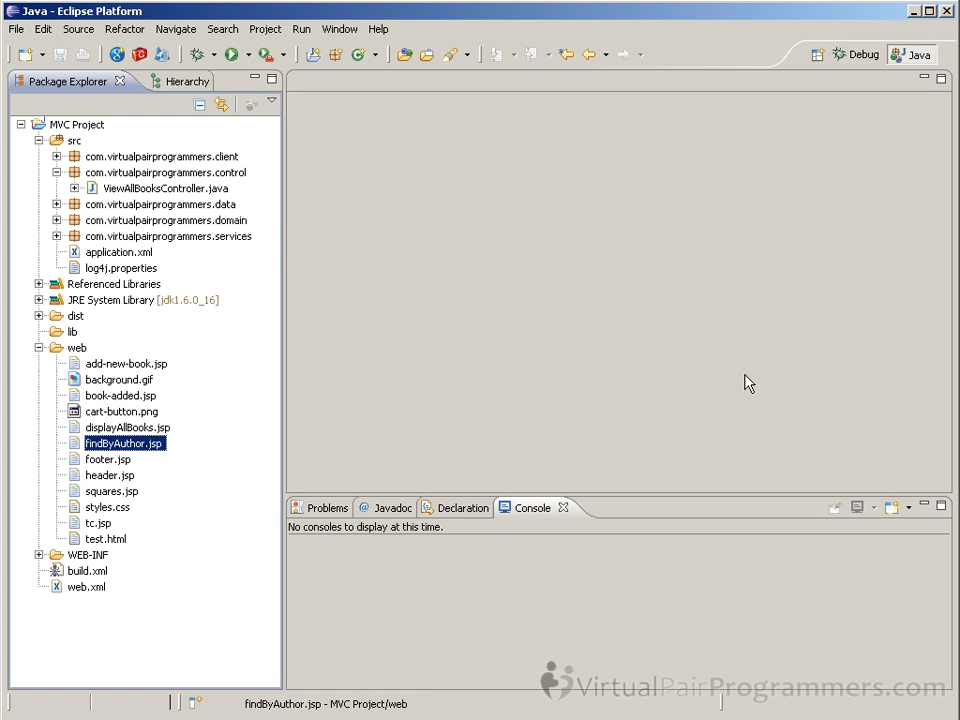 Java - Eclipse Platform
File Edit Source Refactor Navigate Search Project Run Window Help
Debug Java
Package Explorer Hierarchy
MVC Project
src
com.virtualpairprogrammers.client
com.virtualpairprogrammers.control
ViewAllBooksController.java
com.virtualpairprogrammers.data
com.virtualpairprogrammers.domain
com.virtualpairprogrammers.services
application.xml
log4j.properties
Referenced Libraries
JRE System Library [jdk1.6.0_16]
dist
lib
web
add-new-book.jsp
background.gif
book-added.jsp
cart-button.png
displayAllBooks.jsp
findByAuthor.jsp
footer.jsp
header.jsp
squares.jsp
styles.css
tc.jsp
test.html
WEB-INF
build.xml
web.xml
Problems Javadoc Declaration Console
No consoles to display at this time.
VirtualPairProgrammers.com
findByAuthor.jsp - MVC Project/web